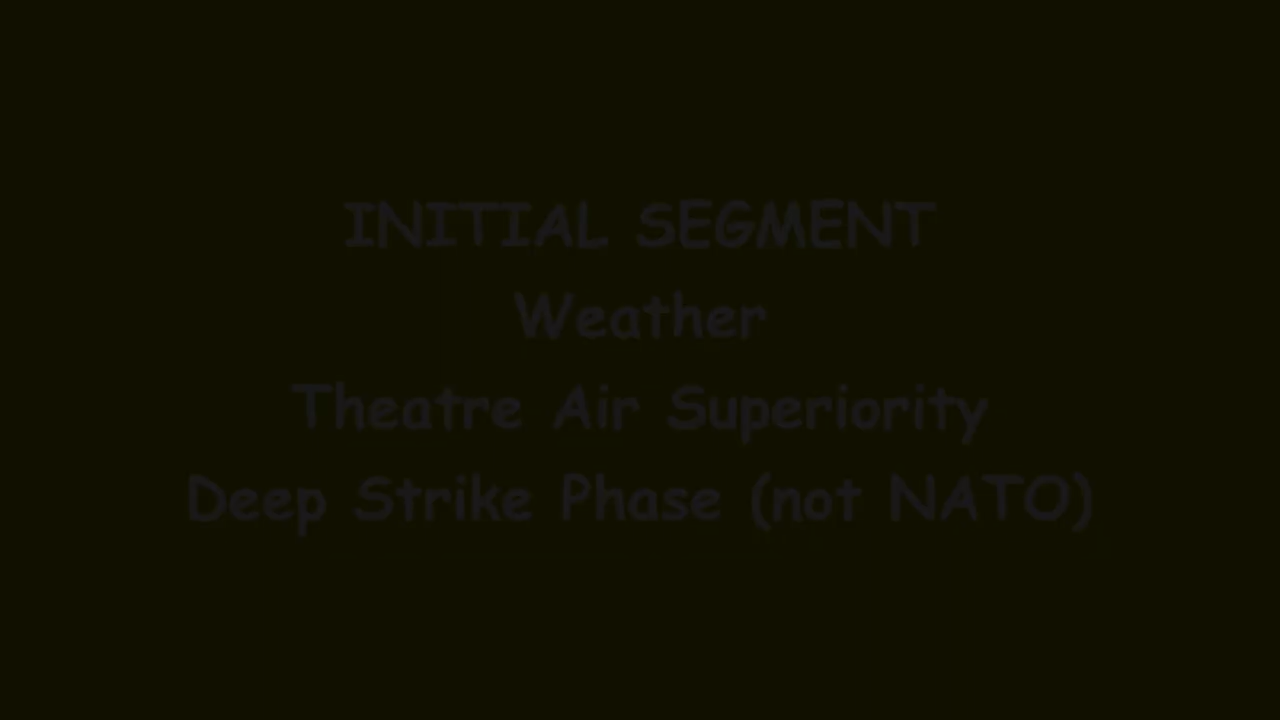 INITIAL SEGMENT
Weather
Theatre Air Superiority
Deep Strike Phase (not NATO)